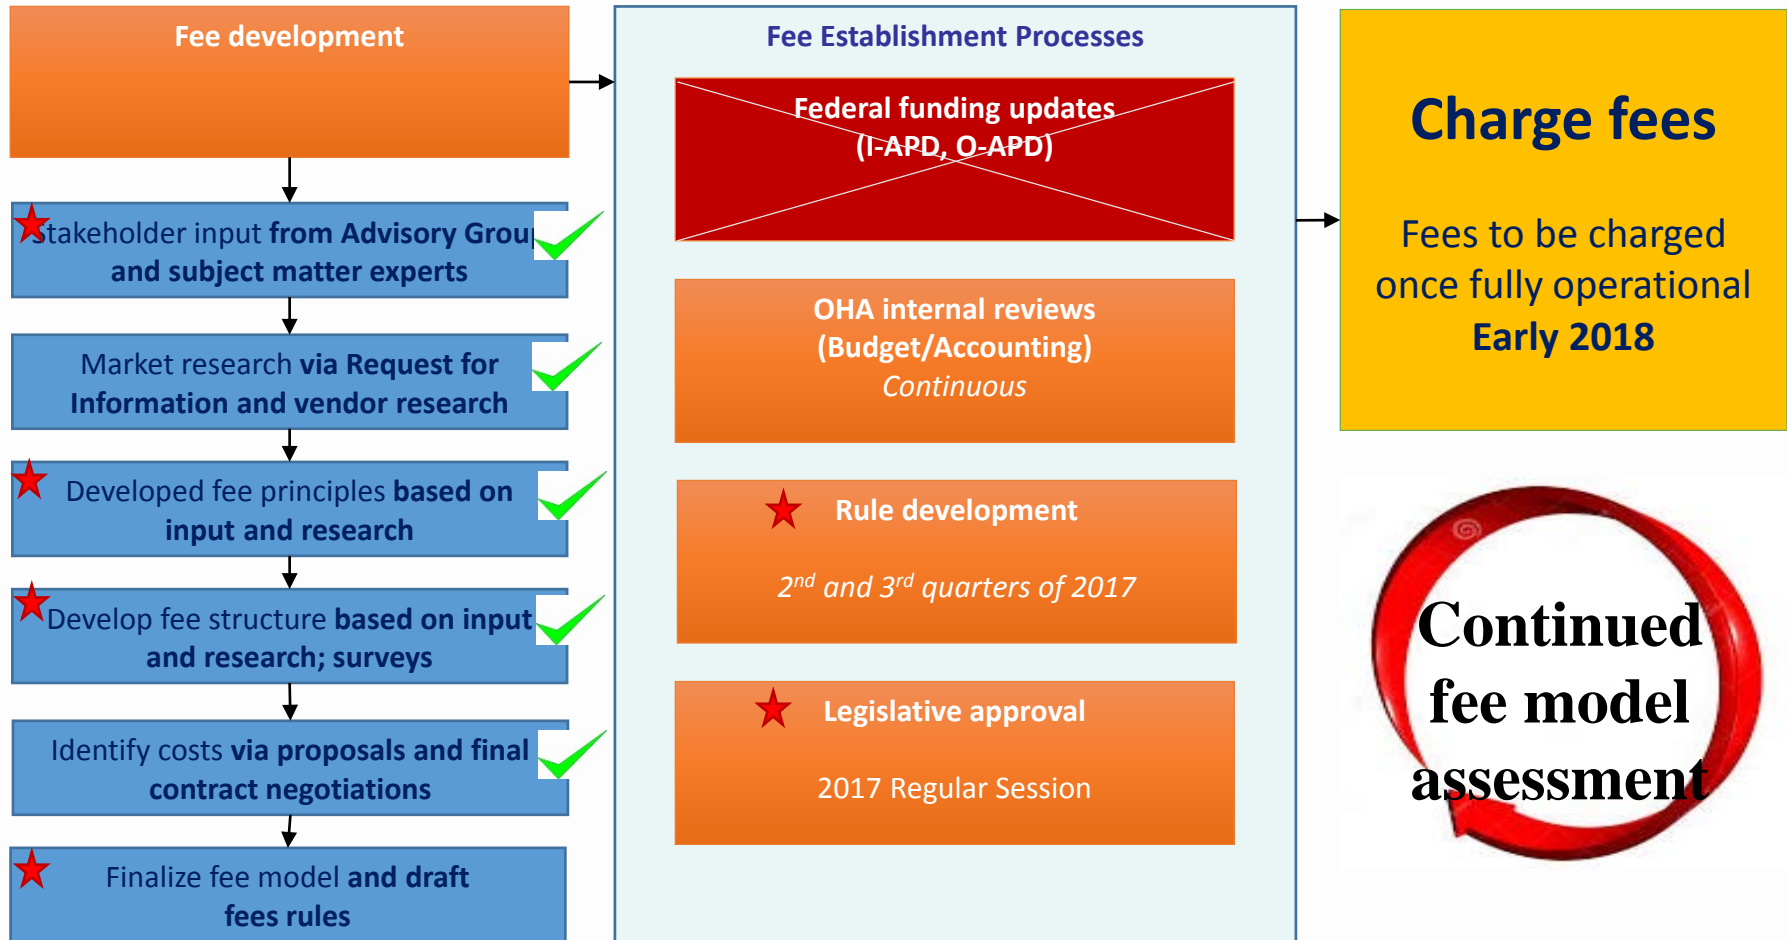 Fee development
Stakeholder input from Advisory Group
and subject matter experts
Market research via Request for
Information and vendor research
Developed fee principles based on
input and research
Develop fee structure based on input
and research; surveys
Identify costs via proposals and final
contract negotiations
Finalize fee model and draft
fees rules
Fee Establishment Processes
Federal funding updates
(I-APD, O-APD)
OHA internal reviews
(Budget/Accounting)
Continuous
Rule development
2nd and 3rd quarters of 2017
Legislative approval
2017 Regular Session
Charge fees
Fees to be charged
once fully operational
Early 2018
Continued
fee model
assessment